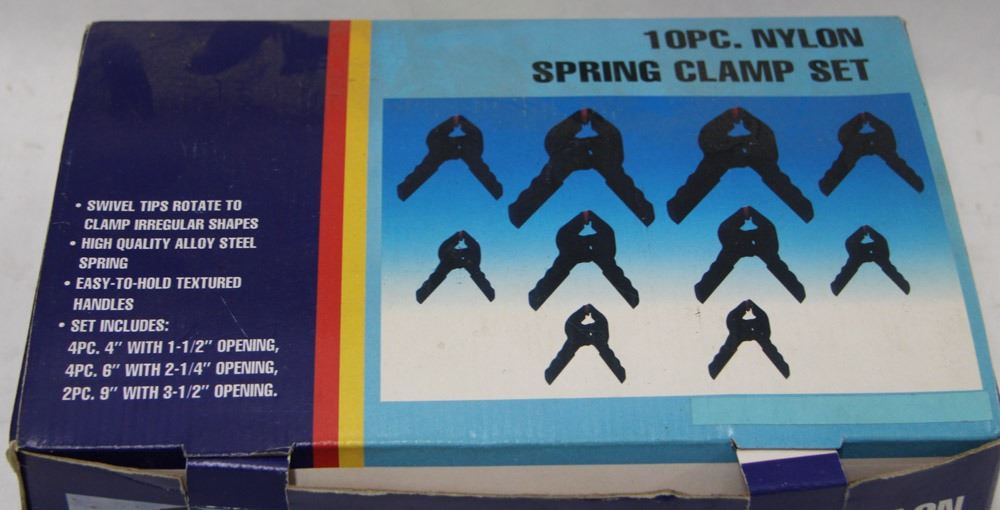 10PC. NYLON
SPRING CLAMP SET
• SWIVEL TIPS ROTATE TO
CLAMP IRREGULAR SHAPES
• HIGH QUALITY ALLOY STEEL
SPRING
• EASY-TO-HOLD TEXTURED
HANDLES
• SET INCLUDES:
4PC. 4" WITH 1-1/2" OPENING,
4PC. 6" WITH 2-1/4" OPENING,
2PC. 9" WITH 3-1/2" OPENING.